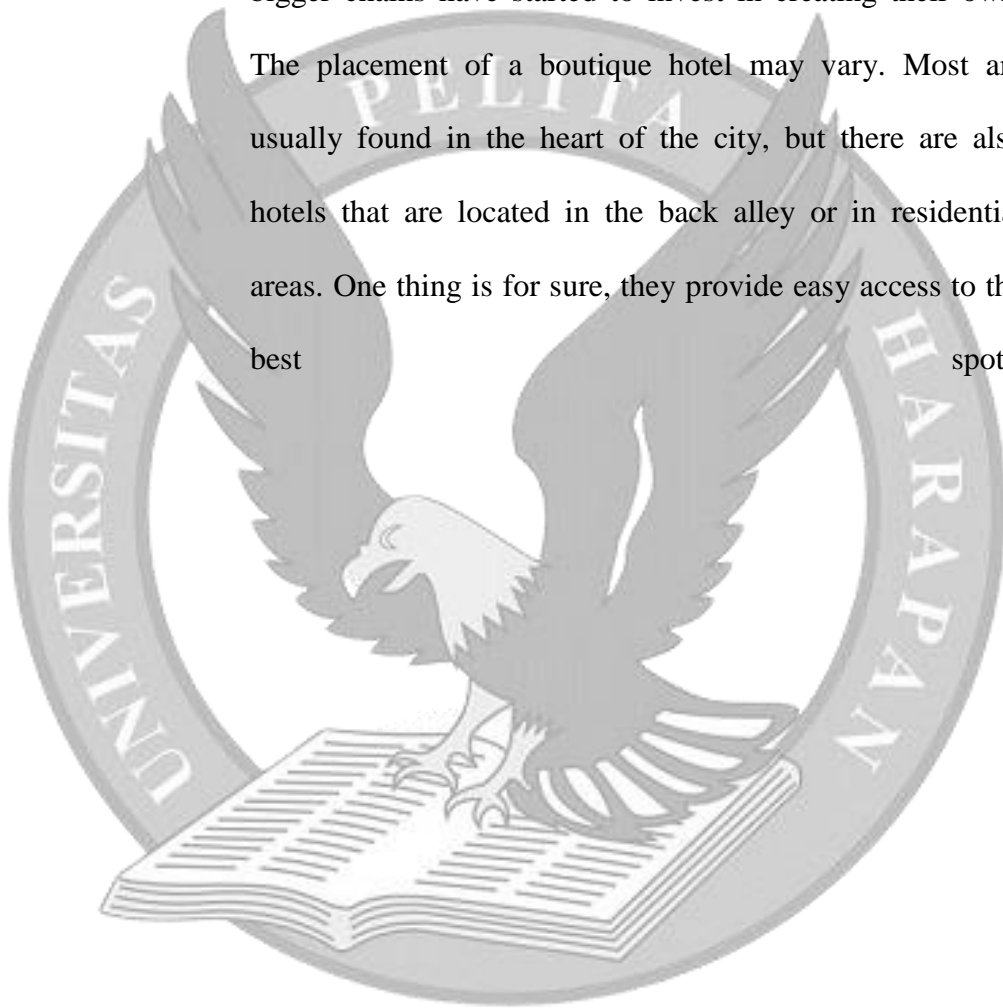 bigger chains have started to invest in creating their ow
The placement of a boutique hotel may vary. Most ar
usually found in the heart of the city, but there are als
hotels that are located in the back alley or in residentia
areas. One thing is for sure, they provide easy access to th
best spot
UNIVERSITAS PELITA HARAPAN